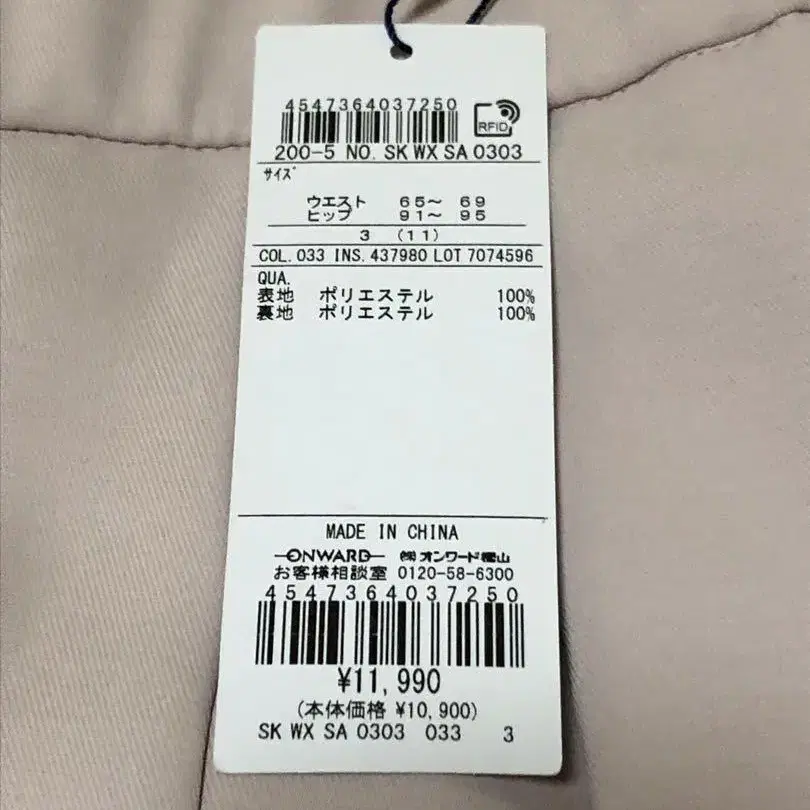 4547364037250
RFID
200-5 NO. SK WX SA 0303
サイズ
ウエスト 65～ 69
ヒップ 91～ 95
3 (11)
COL. 033 INS. 437980 LOT 7074596
QUA.
表地 ポリエステル 100%
裏地 ポリエステル 100%
MADE IN CHINA
ONWARD ㈱オンワード樫山
お客様相談室 0120-58-6300
4547364037250
¥11,990
(本体価格 ¥10,900)
SK WX SA 0303 033 3